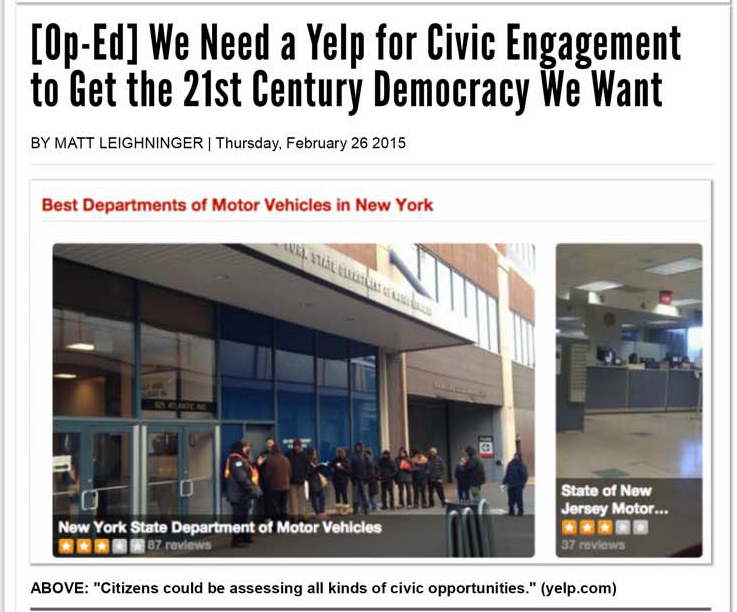 [Op-Ed] We Need a Yelp for Civic Engagement
to Get the 21st Century Democracy We Want
BY MATT LEIGHNINGER | Thursday, February 26 2015
Best Departments of Motor Vehicles in New York
YORK STATE DEPARTMENT OF MOTOR VEHICLES
625 ATLANTIC AVE
New York State Department of Motor Vehicles
87 reviews
State of New
Jersey Motor...
37 reviews
ABOVE: "Citizens could be assessing all kinds of civic opportunities." (yelp.com)